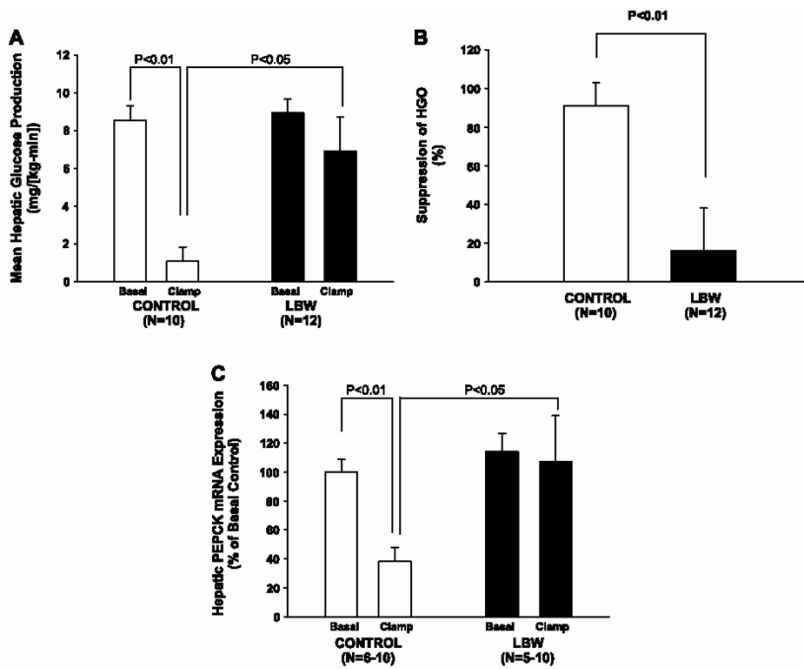 A
P<0.01
P<0.05
Mean Hepatic Glucose Production
(mg/[kg-min])
12
10
8
6
4
2
0
Basal
Clamp
Basal
Clamp
CONTROL
LBW
(N=10)
(N=12)
B
P<0.01
Suppression of HGO
(%)
120
100
80
60
40
20
0
CONTROL
LBW
(N=10)
(N=12)
C
P<0.01
P<0.05
Hepatic PEPCK mRNA Expression
(% of Basal Control)
160
140
120
100
80
60
40
20
0
Basal
Clamp
Basal
Clamp
CONTROL
LBW
(N=6-10)
(N=5-10)